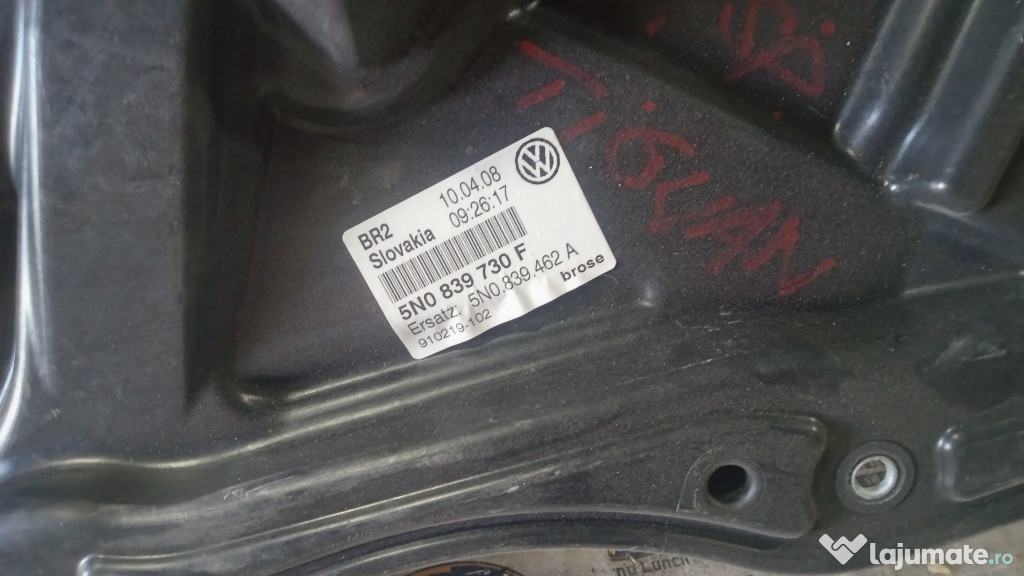 TiGUAN
BR2 10.04.08
Slovakia 09:26:17
5N0 839 730 F
Ersatz. 5N0.839.462 A
910219-102 brose
lajumate.ro